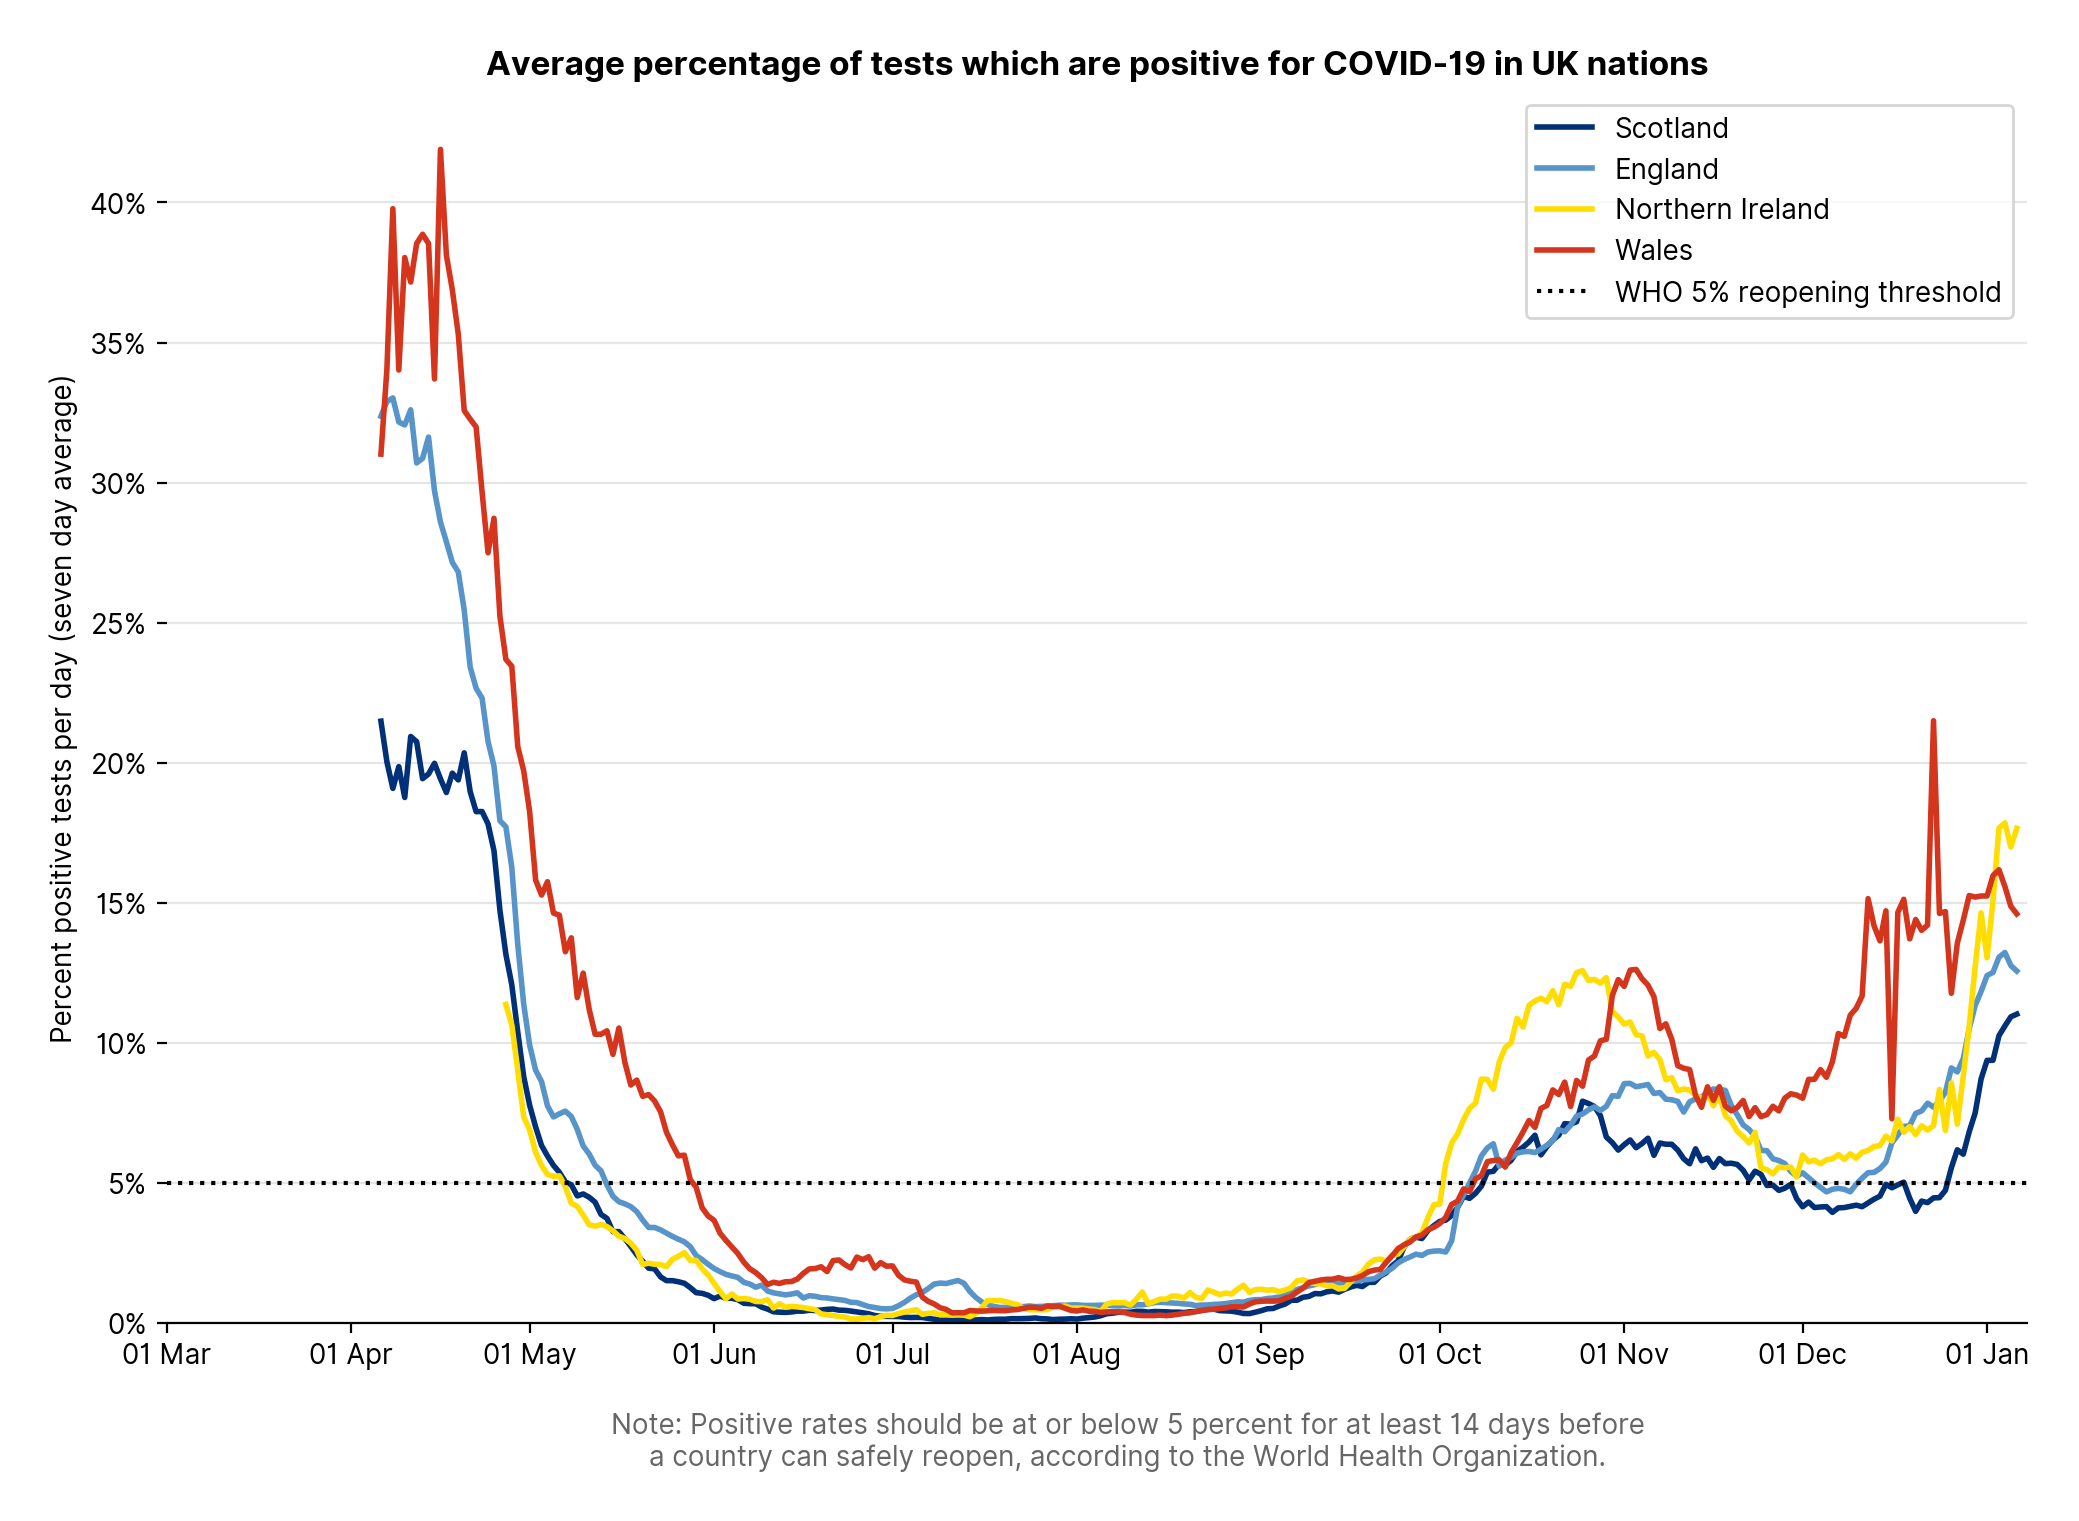 Average percentage of tests which are positive for COVID-19 in UK nations
Scotland
England
Northern Ireland
Wales
WHO 5% reopening threshold
Percent positive tests per day (seven day average)
40%
35%
30%
25%
20%
15%
10%
5%
0%
01 Mar
01 Apr
01 May
01 Jun
01 Jul
01 Aug
01 Sep
01 Oct
01 Nov
01 Dec
01 Jan
Note: Positive rates should be at or below 5 percent for at least 14 days before
a country can safely reopen, according to the World Health Organization.